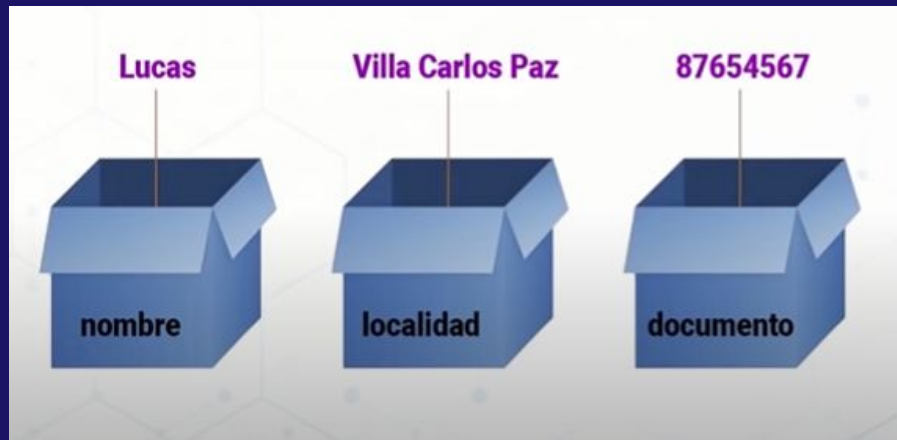 Lucas
Villa Carlos Paz
87654567
nombre
localidad
documento